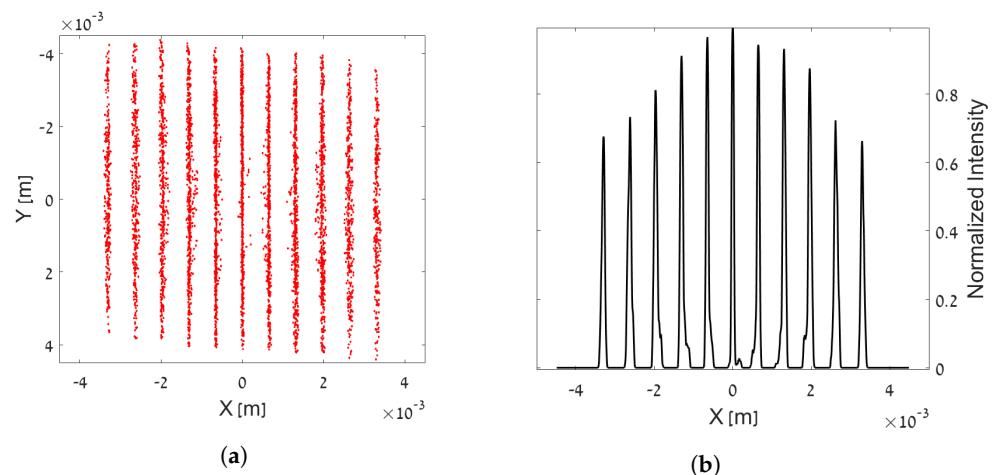 ×10⁻³
-4
-2
0
2
4
Y [m]
-4 -2 0 2 4
X [m]
×10⁻³
(a)
0.8
0.6
0.4
0.2
0
Normalized Intensity
-4 -2 0 2 4
X [m]
×10⁻³
(b)